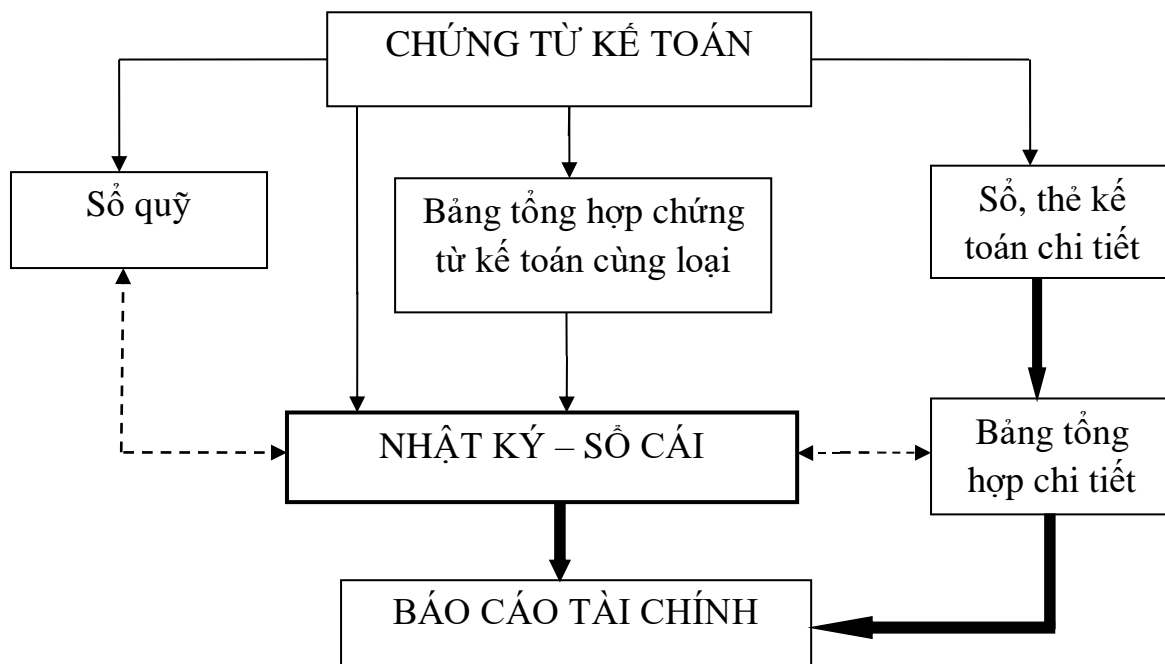 CHỨNG TỪ KẾ TOÁN
Sổ quỹ
Bảng tổng hợp chứng
từ kế toán cùng loại
Sổ, thẻ kế
toán chi tiết
NHẬT KÝ – SỔ CÁI
Bảng tổng
hợp chi tiết
BÁO CÁO TÀI CHÍNH